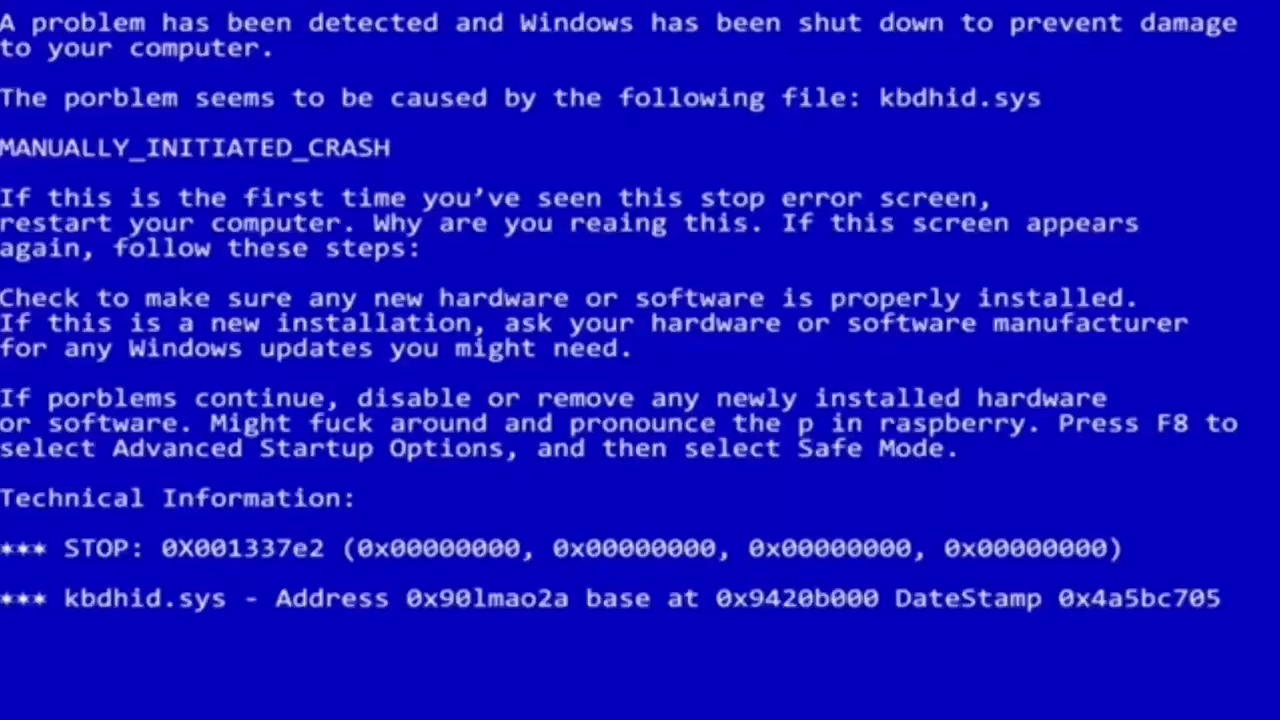 A problem has been detected and Windows has been shut down to prevent damage
to your computer.
The porblem seems to be caused by the following file: kbdhid.sys
MANUALLY_INITIATED_CRASH
If this is the first time you've seen this stop error screen,
restart your computer. Why are you reaing this. If this screen appears
again, follow these steps:
Check to make sure any new hardware or software is properly installed.
If this is a new installation, ask your hardware or software manufacturer
for any Windows updates you might need.
If porblems continue, disable or remove any newly installed hardware
or software. Might fuck around and pronounce the p in raspberry. Press F8 to
select Advanced Startup Options, and then select Safe Mode.
Technical Information:
*** STOP: 0X001337e2 (0x00000000, 0x00000000, 0x00000000, 0x00000000)
*** kbdhid.sys - Address 0x90lmao2a base at 0x9420b000 DateStamp 0x4a5bc705